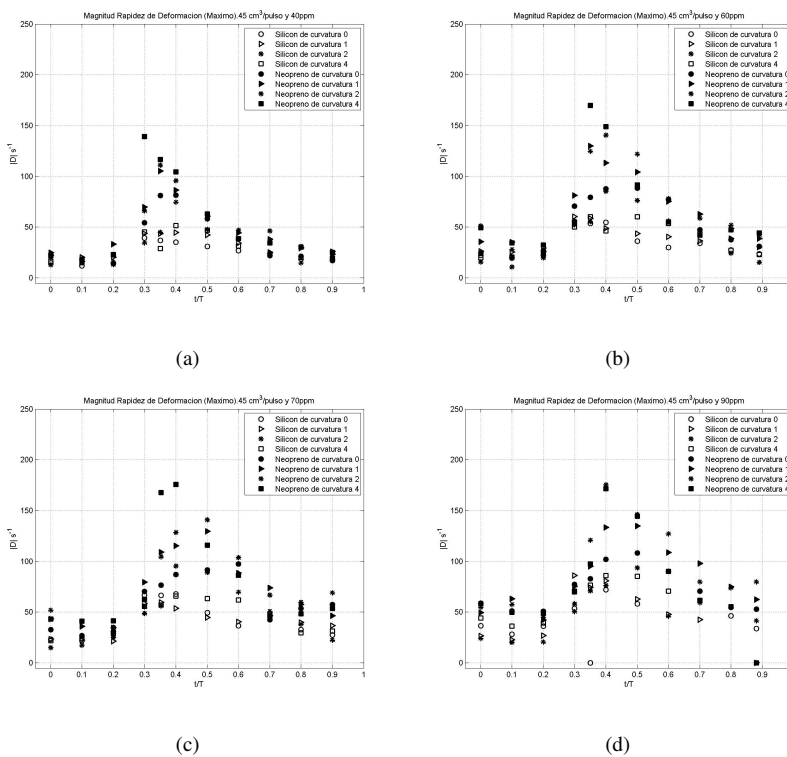 Magnitud Rapidez de Deformacion (Maximo).45 cm³/pulso y 40ppm
250
200
150
100
50
0
|D| s⁻¹
0 0.1 0.2 0.3 0.4 0.5 0.6 0.7 0.8 0.9 1
t/T
Silicon de curvatura 0
Silicon de curvatura 1
Silicon de curvatura 2
Silicon de curvatura 4
Neopreno de curvatura 0
Neopreno de curvatura 1
Neopreno de curvatura 2
Neopreno de curvatura 4
(a)
Magnitud Rapidez de Deformacion (Maximo).45 cm³/pulso y 60ppm
250
200
150
100
50
0
|D| s⁻¹
0 0.1 0.2 0.3 0.4 0.5 0.6 0.7 0.8 0.9
t/T
Silicon de curvatura 0
Silicon de curvatura 1
Silicon de curvatura 2
Silicon de curvatura 4
Neopreno de curvatura 0
Neopreno de curvatura 1
Neopreno de curvatura 2
Neopreno de curvatura 4
(b)
Magnitud Rapidez de Deformacion (Maximo).45 cm³/pulso y 70ppm
250
200
150
100
50
0
|D| s⁻¹
0 0.1 0.2 0.3 0.4 0.5 0.6 0.7 0.8 0.9 1
t/T
Silicon de curvatura 0
Silicon de curvatura 1
Silicon de curvatura 2
Silicon de curvatura 4
Neopreno de curvatura 0
Neopreno de curvatura 1
Neopreno de curvatura 2
Neopreno de curvatura 4
(c)
Magnitud Rapidez de Deformacion (Maximo).45 cm³/pulso y 90ppm
250
200
150
100
50
0
|D| s⁻¹
0 0.1 0.2 0.3 0.4 0.5 0.6 0.7 0.8 0.9
t/T
Silicon de curvatura 0
Silicon de curvatura 1
Silicon de curvatura 2
Silicon de curvatura 4
Neopreno de curvatura 0
Neopreno de curvatura 1
Neopreno de curvatura 2
Neopreno de curvatura 4
(d)